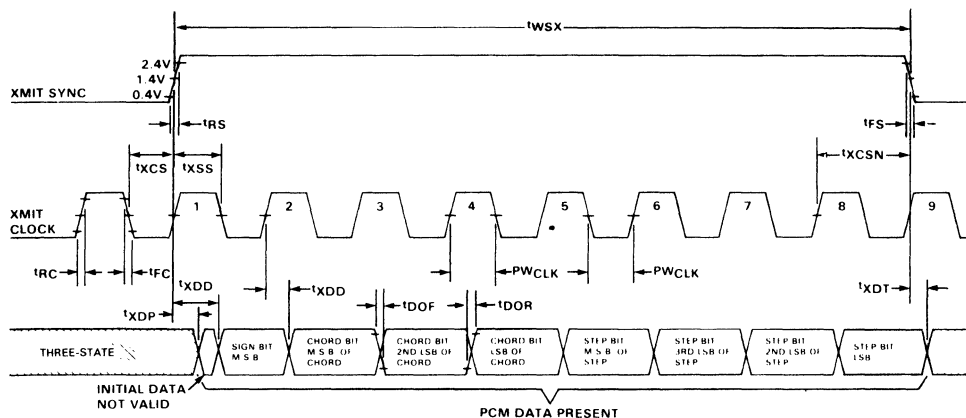 tWSX
2.4V
1.4V
XMIT SYNC 0.4V
tRS
tFS
tXCS
tXSS
tXCSN
XMIT
CLOCK
1 2 3 4 5 6 7 8 9
tRC
tFC
PWCLK
PWCLK
tXDD
tXDD
tXDP
tDOF
tDOR
tXDT
THREE-STATE
SIGN BIT
M.S.B.
CHORD BIT
M.S.B. OF
CHORD
CHORD BIT
2ND LSB OF
CHORD
CHORD BIT
LSB OF
CHORD
STEP BIT
M.S.B. OF
STEP
STEP BIT
3RD LSB OF
STEP
STEP BIT
2ND LSB OF
STEP
STEP BIT
LSB
INITIAL DATA
NOT VALID
PCM DATA PRESENT